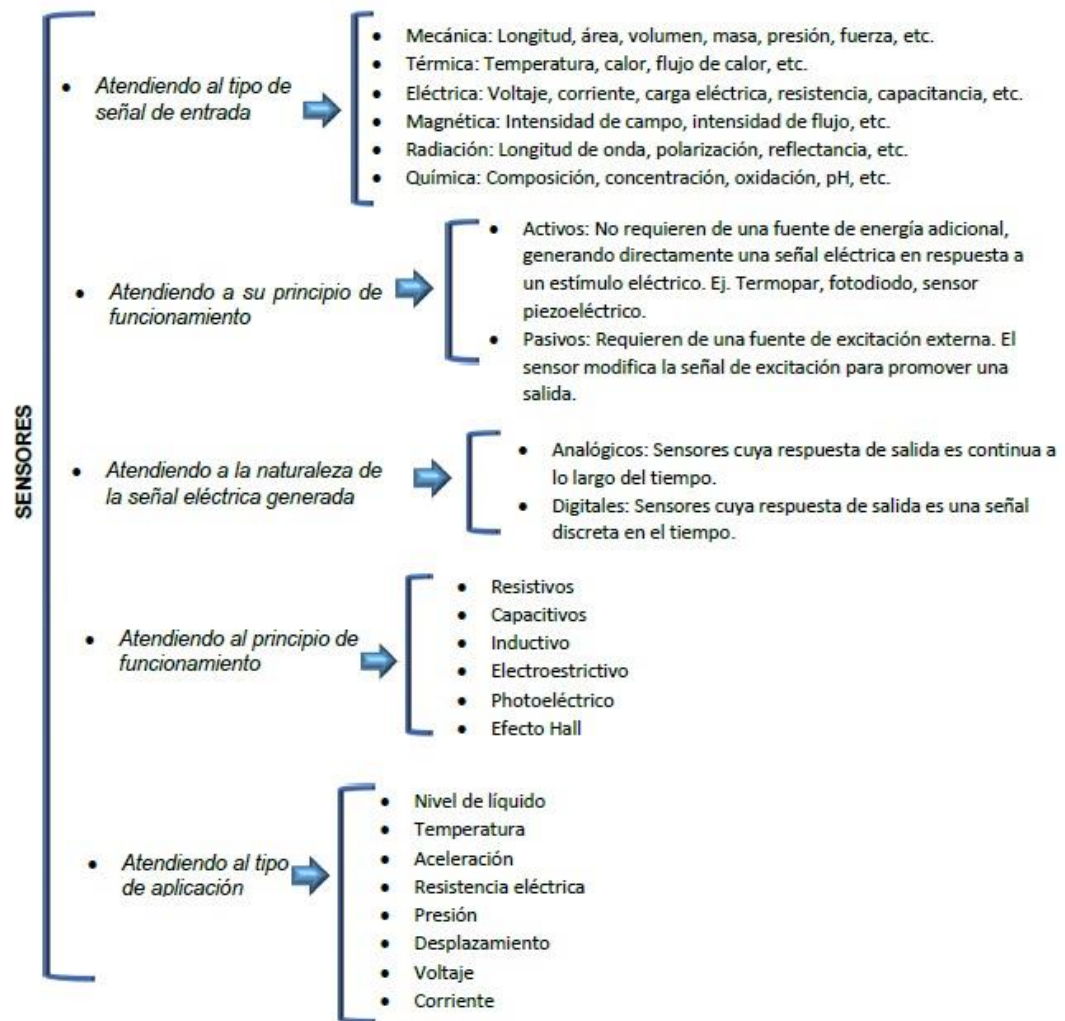 SENSORES
• Atendiendo al tipo de
señal de entrada
• Mecánica: Longitud, área, volumen, masa, presión, fuerza, etc.
• Térmica: Temperatura, calor, flujo de calor, etc.
• Eléctrica: Voltaje, corriente, carga eléctrica, resistencia, capacitancia, etc.
• Magnética: Intensidad de campo, intensidad de flujo, etc.
• Radiación: Longitud de onda, polarización, reflectancia, etc.
• Química: Composición, concentración, oxidación, pH, etc.
• Atendiendo a su principio de
funcionamiento
• Activos: No requieren de una fuente de energía adicional,
generando directamente una señal eléctrica en respuesta a
un estímulo eléctrico. Ej. Termopar, fotodiodo, sensor
piezoeléctrico.
• Pasivos: Requieren de una fuente de excitación externa. El
sensor modifica la señal de excitación para promover una
salida.
• Atendiendo a la naturaleza de
la señal eléctrica generada
• Analógicos: Sensores cuya respuesta de salida es continua a
lo largo del tiempo.
• Digitales: Sensores cuya respuesta de salida es una señal
discreta en el tiempo.
• Atendiendo al principio de
funcionamiento
• Resistivos
• Capacitivos
• Inductivo
• Electroestrictivo
• Photoeléctrico
• Efecto Hall
• Atendiendo al tipo
de aplicación
• Nivel de líquido
• Temperatura
• Aceleración
• Resistencia eléctrica
• Presión
• Desplazamiento
• Voltaje
• Corriente